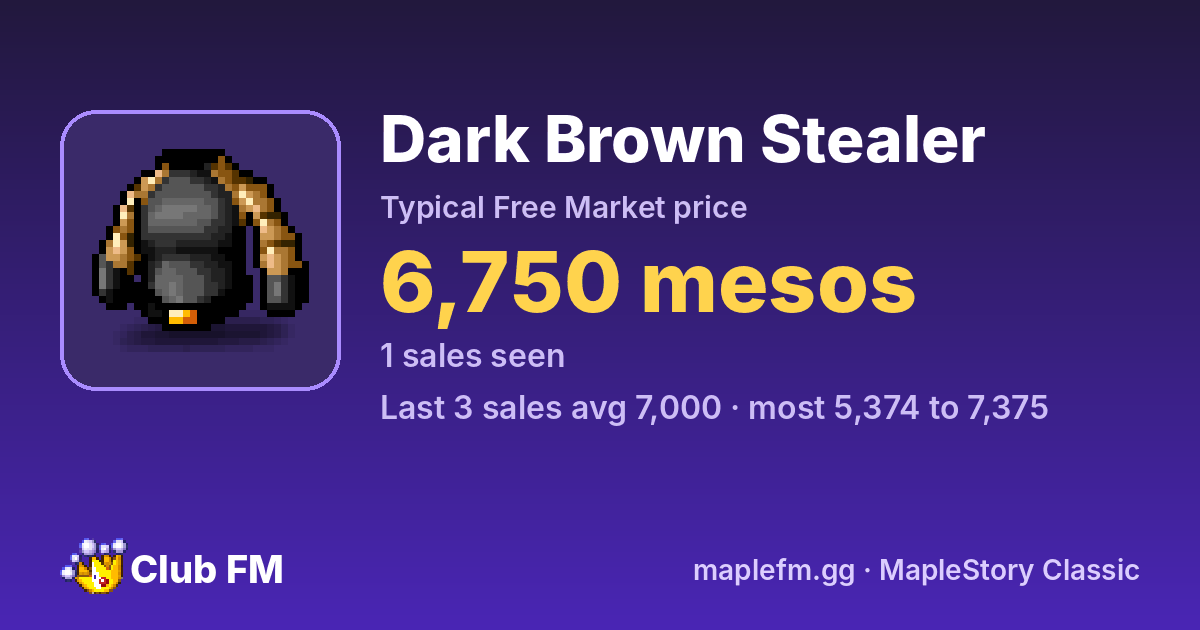 Dark Brown Stealer
Typical Free Market price
6,750 mesos
1 sales seen
Last 3 sales avg 7,000 · most 5,374 to 7,375
Club FM
maplefm.gg · MapleStory Classic